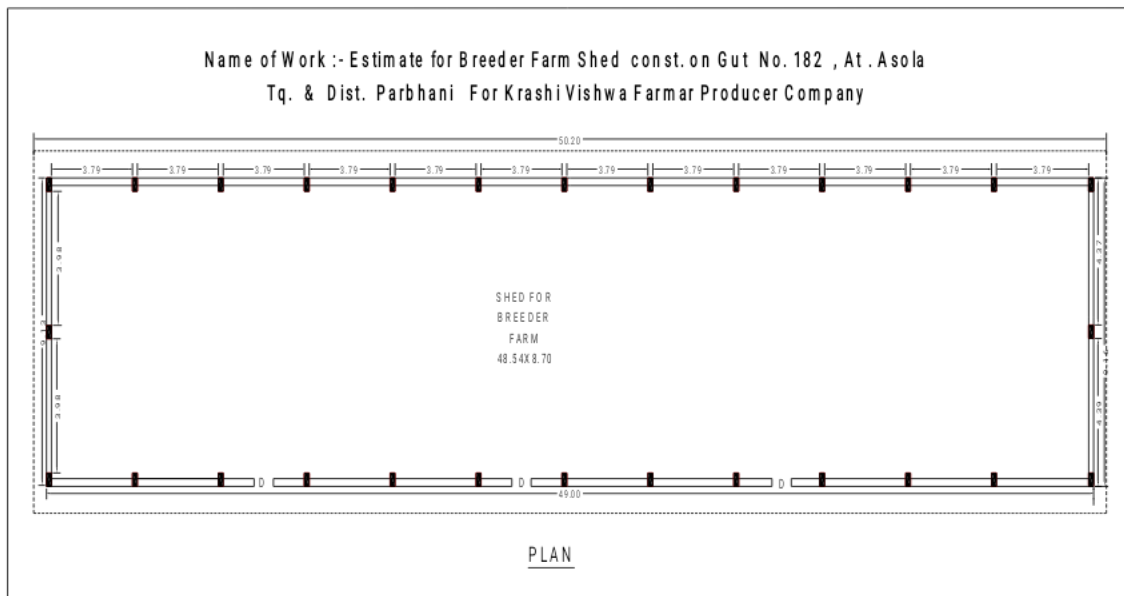 Name of Work :- Estimate for Breeder Farm Shed const. on Gut No. 182 , At . Asola
Tq. & Dist. Parbhani For Krashi Vishwa Farmar Producer Company
50.20
3.79 3.79 3.79 3.79 3.79 3.79 3.79 3.79 3.79 3.79 3.79 3.79
3.98
4.37
SHED FOR
BREEDER
FARM
48.54X8.70
3.98
4.39
D D D
49.00
PLAN